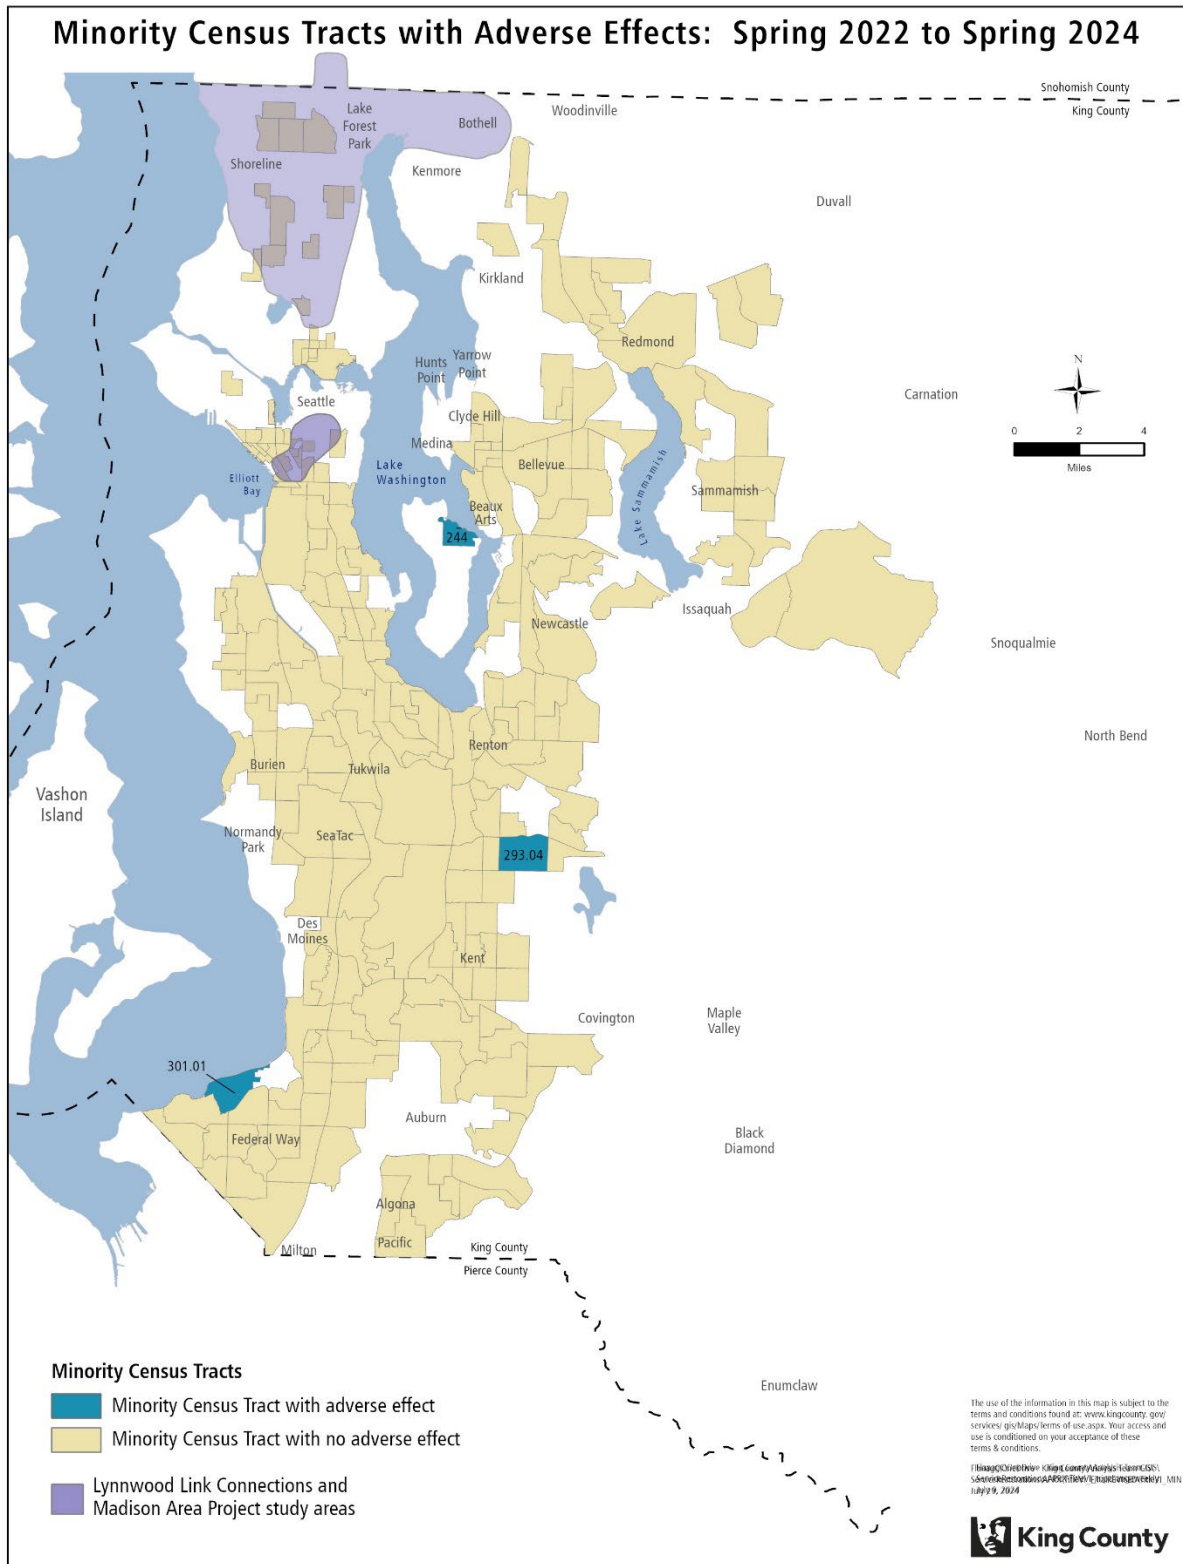 Minority Census Tracts with Adverse Effects: Spring 2022 to Spring 2024
Snohomish County
King County
Woodinville
Lake
Forest
Park
Bothell
Shoreline
Kenmore
Duvall
Kirkland
Redmond
Hunts
Point
Yarrow
Point
N
Carnation
Seattle
Clyde Hill
0 2 4
Miles
Medina
Bellevue
Lake
Washington
Elliott
Bay
Lake Sammamish
Sammamish
Beaux
Arts
244
Issaquah
Newcastle
Snoqualmie
North Bend
Renton
Burien
Tukwila
Vashon
Island
Normandy
Park
SeaTac
293.04
Des
Moines
Kent
Covington
Maple
Valley
301.01
Auburn
Federal Way
Black
Diamond
Algona
Pacific
Milton
King County
Pierce County
Enumclaw
Minority Census Tracts
Minority Census Tract with adverse effect
Minority Census Tract with no adverse effect
Lynnwood Link Connections and
Madison Area Project study areas
The use of the information in this map is subject to the
terms and conditions found at: www.kingcounty. gov/
services/ gis/Maps/terms-of-use.aspx. Your access and
use is conditioned on your acceptance of these
terms & conditions.
King County